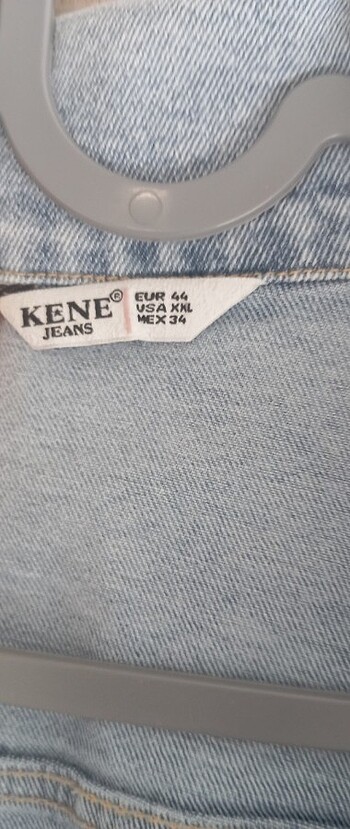 KENE®
JEANS
EUR 44
USA XXL
MEX 34